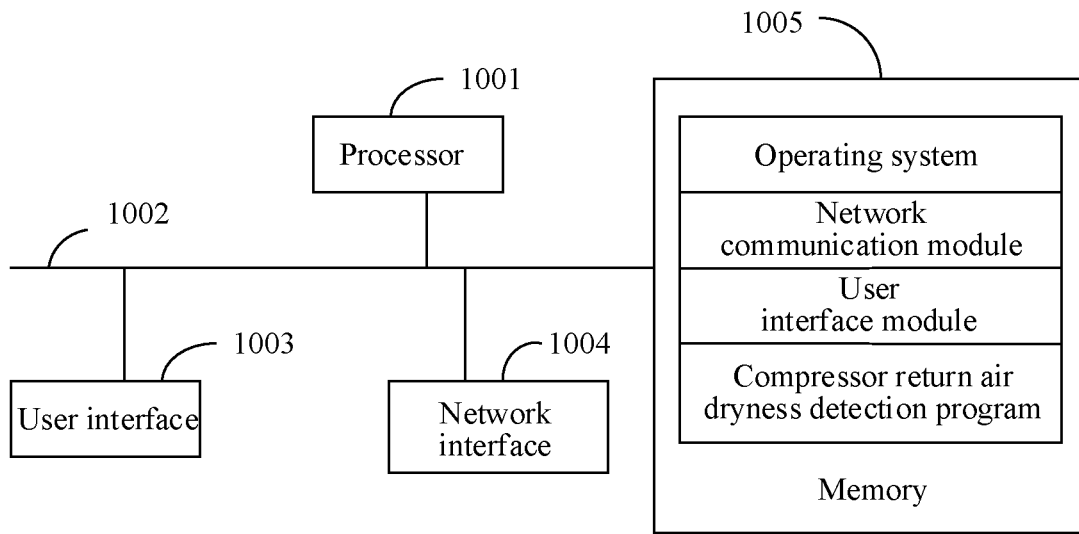 1005
1001
Processor
Operating system
1002
Network
communication module
User
interface module
1003
1004
Compressor return air
dryness detection program
User interface
Network
interface
Memory